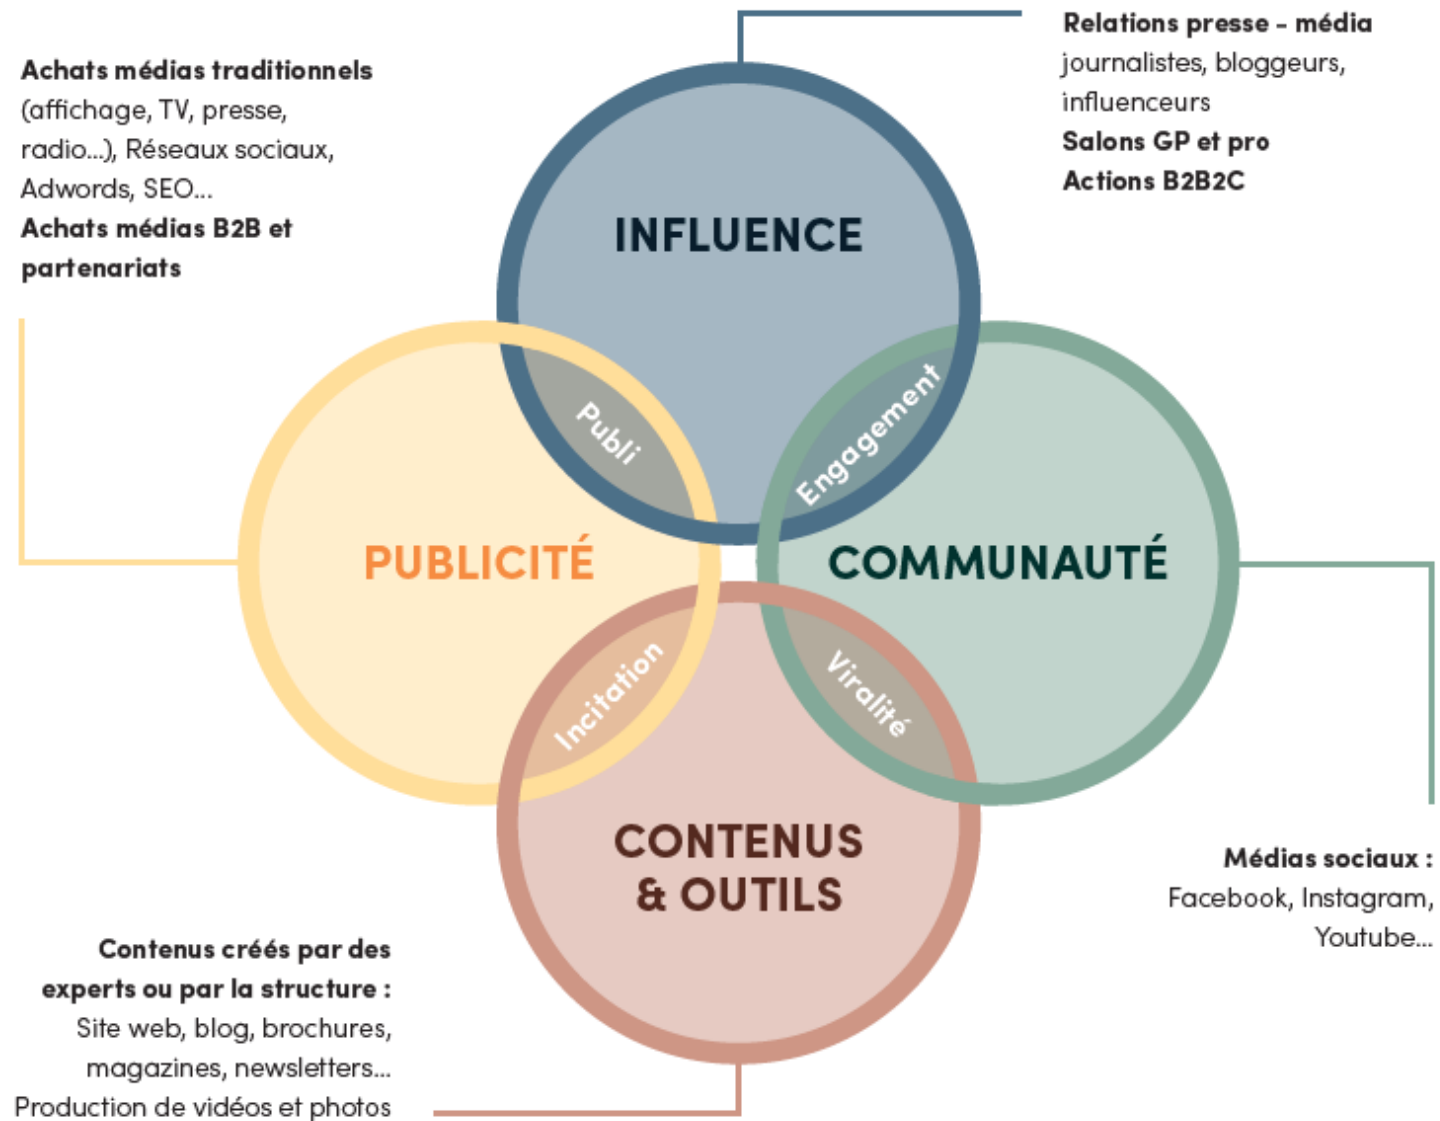 Achats médias traditionnels
(affichage, TV, presse,
radio...), Réseaux sociaux,
Adwords, SEO...
Achats médias B2B et
partenariats
Relations presse - média
journalistes, bloggeurs,
influenceurs
Salons GP et pro
Actions B2B2C
INFLUENCE
Publi
Engagement
PUBLICITÉ
COMMUNAUTÉ
Incitation
Viralité
CONTENUS
& OUTILS
Médias sociaux :
Facebook, Instagram,
Youtube...
Contenus créés par des
experts ou par la structure :
Site web, blog, brochures,
magazines, newsletters...
Production de vidéos et photos